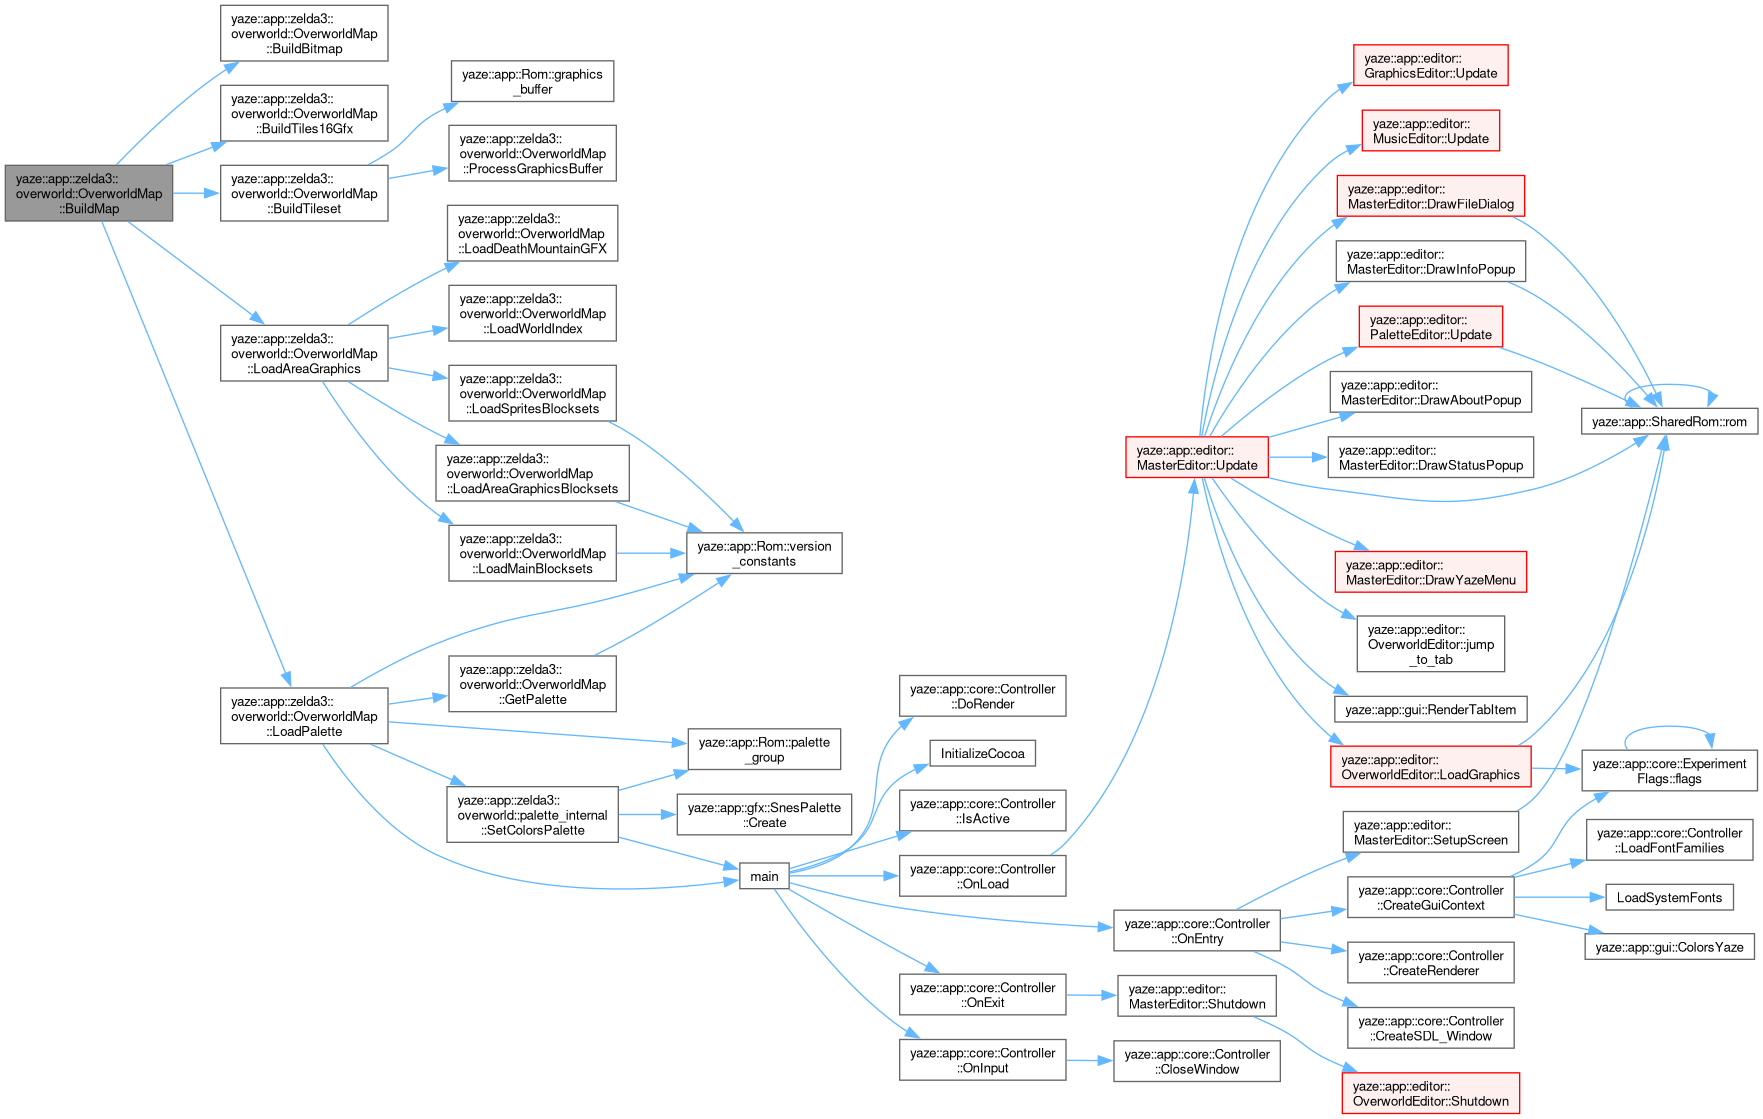 yaze::app::zelda3::
overworld::OverworldMap
::BuildMap
yaze::app::zelda3::
overworld::OverworldMap
::BuildBitmap
yaze::app::zelda3::
overworld::OverworldMap
::BuildTiles16Gfx
yaze::app::zelda3::
overworld::OverworldMap
::BuildTileset
yaze::app::Rom::graphics
_buffer
yaze::app::zelda3::
overworld::OverworldMap
::ProcessGraphicsBuffer
yaze::app::zelda3::
overworld::OverworldMap
::LoadAreaGraphics
yaze::app::zelda3::
overworld::OverworldMap
::LoadDeathMountainGFX
yaze::app::zelda3::
overworld::OverworldMap
::LoadWorldIndex
yaze::app::zelda3::
overworld::OverworldMap
::LoadSpritesBlocksets
yaze::app::zelda3::
overworld::OverworldMap
::LoadAreaGraphicsBlocksets
yaze::app::zelda3::
overworld::OverworldMap
::LoadMainBlocksets
yaze::app::Rom::version
_constants
yaze::app::zelda3::
overworld::OverworldMap
::LoadPalette
yaze::app::zelda3::
overworld::OverworldMap
::GetPalette
yaze::app::Rom::palette
_group
yaze::app::zelda3::
overworld::palette_internal
::SetColorsPalette
yaze::app::gfx::SnesPalette
::Create
main
yaze::app::core::Controller
::DoRender
InitializeCocoa
yaze::app::core::Controller
::IsActive
yaze::app::core::Controller
::OnLoad
yaze::app::core::Controller
::OnEntry
yaze::app::core::Controller
::OnExit
yaze::app::core::Controller
::OnInput
yaze::app::editor::
MasterEditor::Update
yaze::app::editor::
MasterEditor::Shutdown
yaze::app::core::Controller
::CloseWindow
yaze::app::editor::
GraphicsEditor::Update
yaze::app::editor::
MusicEditor::Update
yaze::app::editor::
MasterEditor::DrawFileDialog
yaze::app::editor::
MasterEditor::DrawInfoPopup
yaze::app::editor::
PaletteEditor::Update
yaze::app::editor::
MasterEditor::DrawAboutPopup
yaze::app::editor::
MasterEditor::DrawStatusPopup
yaze::app::editor::
MasterEditor::DrawYazeMenu
yaze::app::editor::
OverworldEditor::jump
_to_tab
yaze::app::gui::RenderTabItem
yaze::app::editor::
OverworldEditor::LoadGraphics
yaze::app::editor::
MasterEditor::SetupScreen
yaze::app::core::Controller
::CreateGuiContext
yaze::app::core::Controller
::CreateRenderer
yaze::app::core::Controller
::CreateSDL_Window
yaze::app::editor::
OverworldEditor::Shutdown
yaze::app::SharedRom::rom
yaze::app::core::Experiment
Flags::flags
yaze::app::core::Controller
::LoadFontFamilies
LoadSystemFonts
yaze::app::gui::ColorsYaze